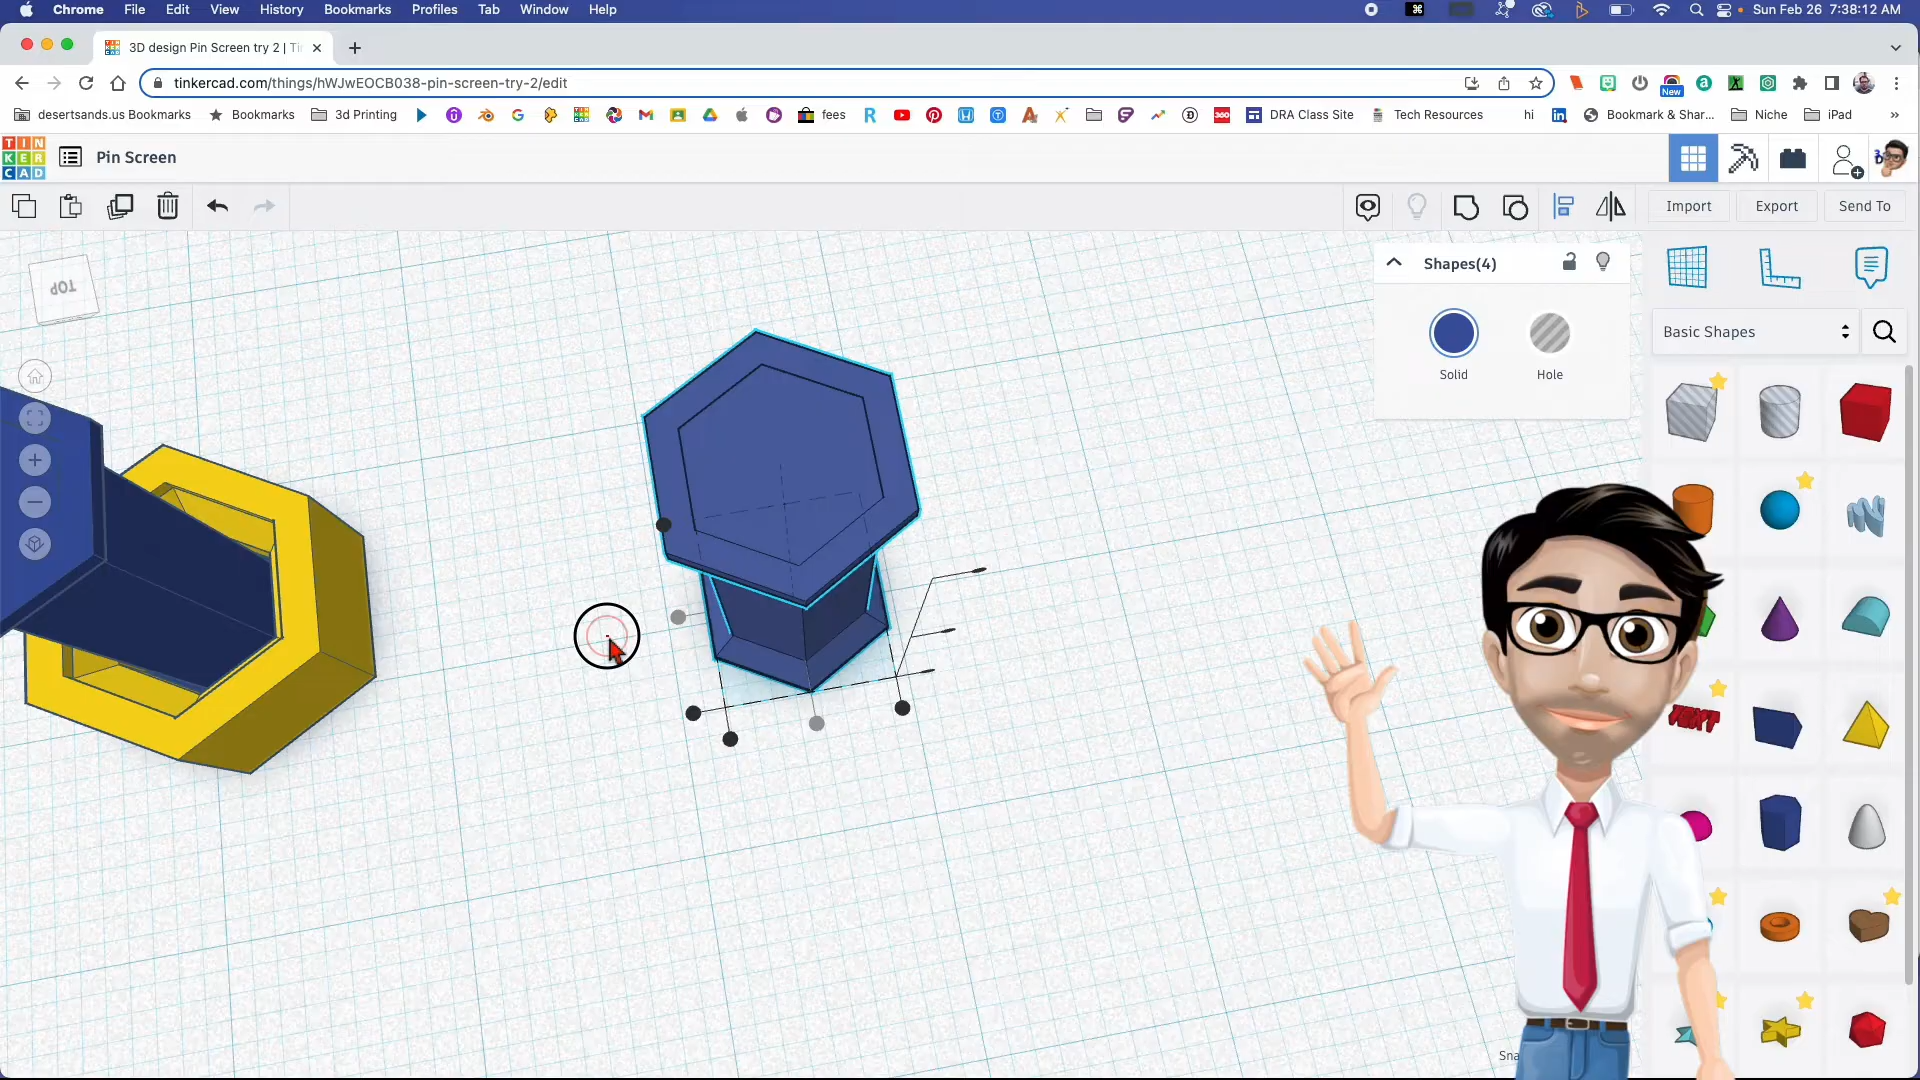 Chrome File Edit View History Bookmarks Profiles Tab Window Help Sun Feb 26 7:38:12 AM
3D design Pin Screen try 2 | Ti
tinkercad.com/things/hWJwEOCB038-pin-screen-try-2/edit
New
desertsands.us Bookmarks Bookmarks 3d Printing fees DRA Class Site Tech Resources hi Bookmark & Shar... Niche iPad »
TIN
KER
CAD
Pin Screen
Import Export Send To
TOP
Shapes(4)
Solid Hole
Basic Shapes
TEXT
Sna